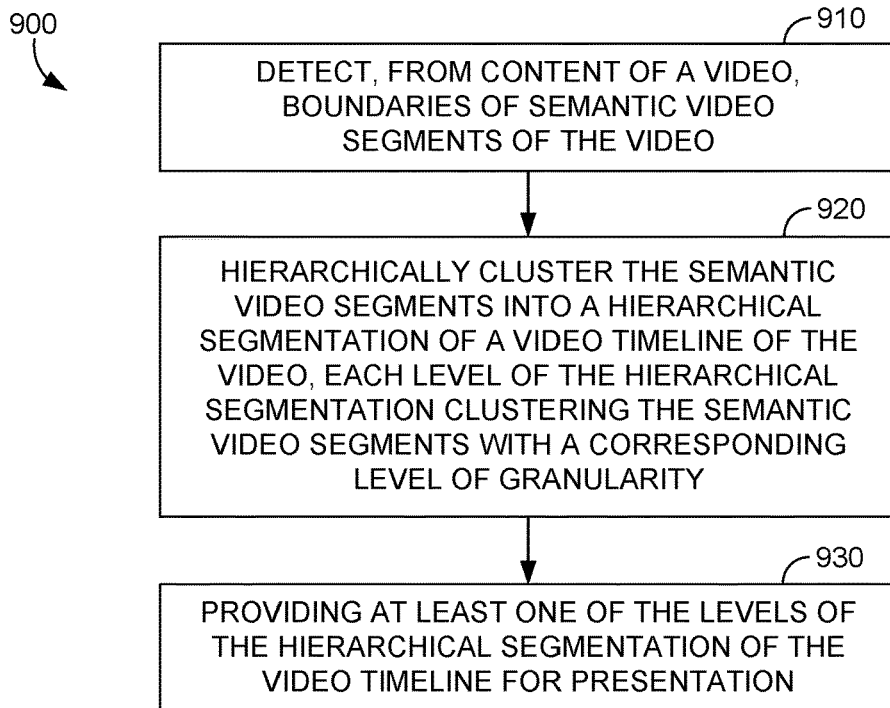 900
910
DETECT, FROM CONTENT OF A VIDEO,
BOUNDARIES OF SEMANTIC VIDEO
SEGMENTS OF THE VIDEO
920
HIERARCHICALLY CLUSTER THE SEMANTIC
VIDEO SEGMENTS INTO A HIERARCHICAL
SEGMENTATION OF A VIDEO TIMELINE OF THE
VIDEO, EACH LEVEL OF THE HIERARCHICAL
SEGMENTATION CLUSTERING THE SEMANTIC
VIDEO SEGMENTS WITH A CORRESPONDING
LEVEL OF GRANULARITY
930
PROVIDING AT LEAST ONE OF THE LEVELS OF
THE HIERARCHICAL SEGMENTATION OF THE
VIDEO TIMELINE FOR PRESENTATION